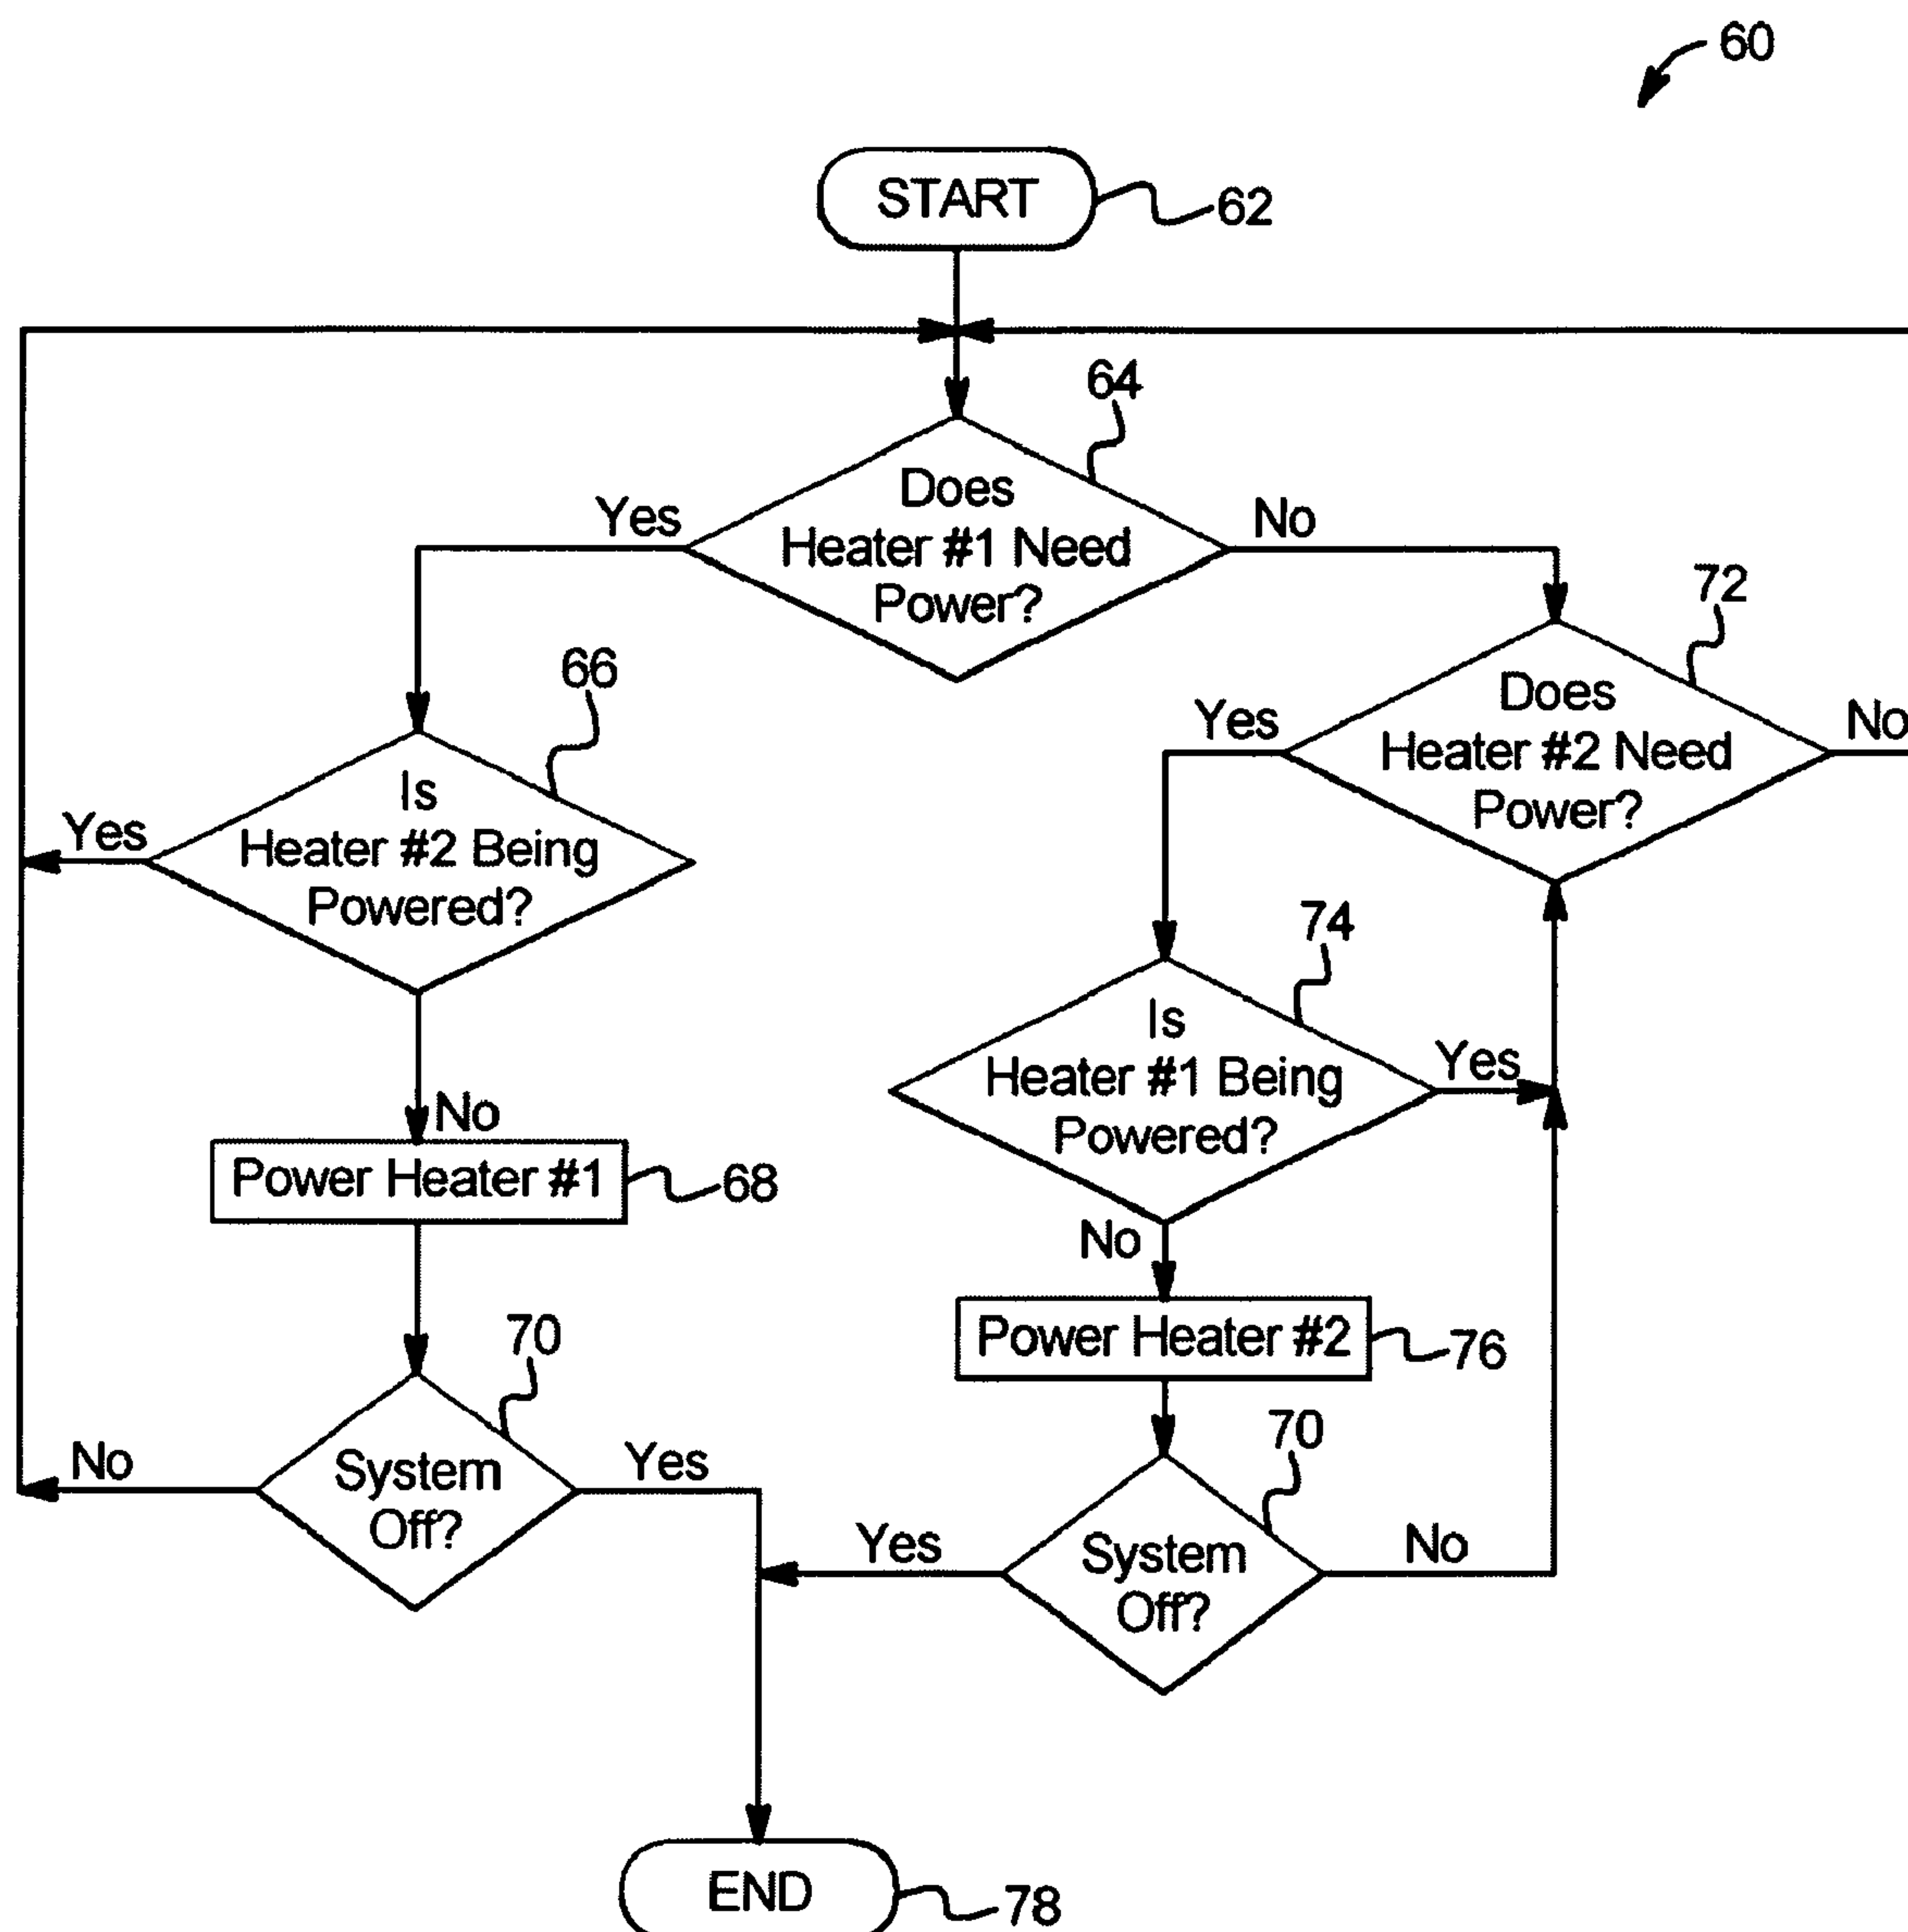 60
START
62
64
Does
Heater #1 Need
Power?
Yes
No
72
Does
Heater #2 Need
Power?
Yes
No
66
Is
Heater #2 Being
Powered?
Yes
No
74
Is
Heater #1 Being
Powered?
Yes
No
Power Heater #1
68
Power Heater #2
76
70
System
Off?
No
Yes
70
System
Off?
Yes
No
END
78